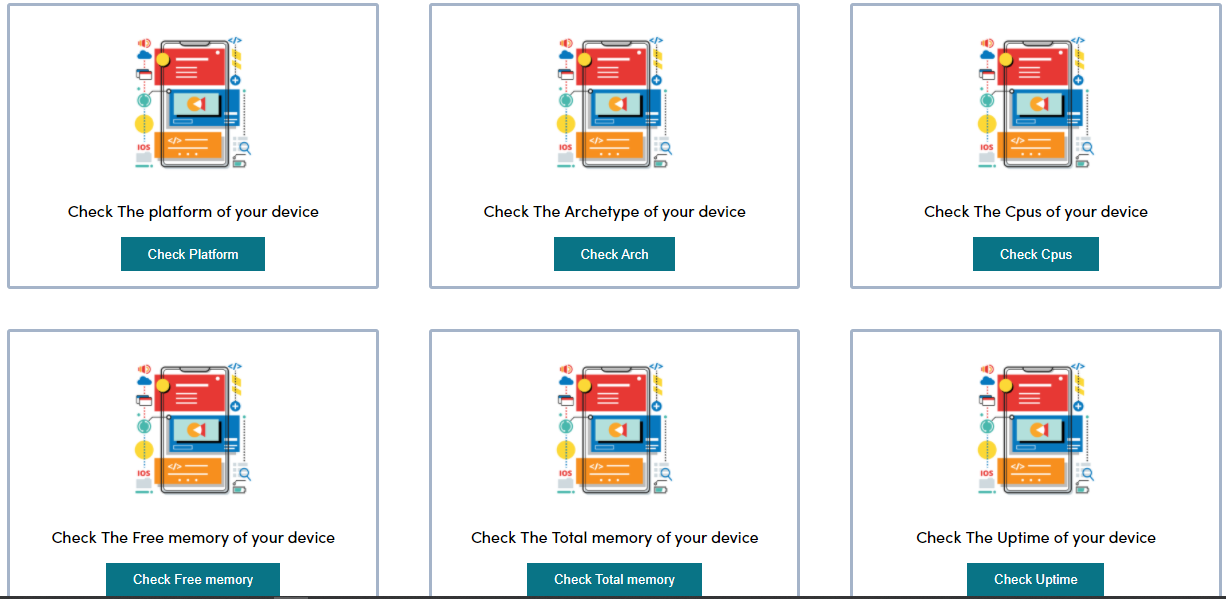 </>
IOS
</>
Check The platform of your device
Check Platform
</>
IOS
</>
Check The Archetype of your device
Check Arch
</>
IOS
</>
Check The Cpus of your device
Check Cpus
</>
IOS
</>
Check The Free memory of your device
Check Free memory
</>
IOS
</>
Check The Total memory of your device
Check Total memory
</>
IOS
</>
Check The Uptime of your device
Check Uptime